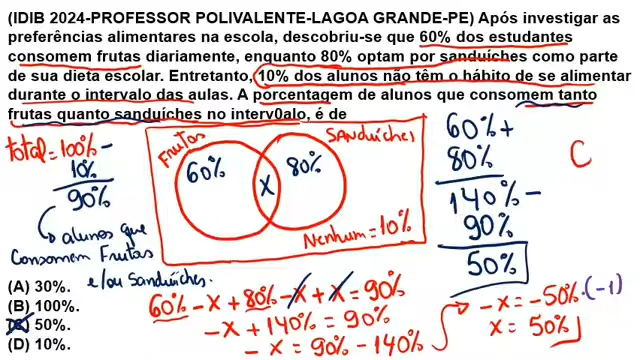 (IDIB 2024-PROFESSOR POLIVALENTE-LAGOA GRANDE-PE) Após investigar as
preferências alimentares na escola, descobriu-se que 60% dos estudantes
consomem frutas diariamente, enquanto 80% optam por sanduíches como parte
de sua dieta escolar. Entretanto, 10% dos alunos não têm o hábito de se alimentar
durante o intervalo das aulas. A porcentagem de alunos que consomem tanto
frutas quanto sanduíches no interv0alo, é de
total = 100% -
10%
90%
alunos que
Consomem Frutas
e/ou Sanduíches.
Frutas
SANduíches
60%
X
80%
Nenhum = 10%
60% +
80%
140% -
90%
50%
C
(A) 30%.
(B) 100%.
(C) 50%.
(D) 10%.
60% - X + 80% - X + X = 90%
- X + 140% = 90%
- X = 90% - 140%
- X = - 50% · (-1)
X = 50%